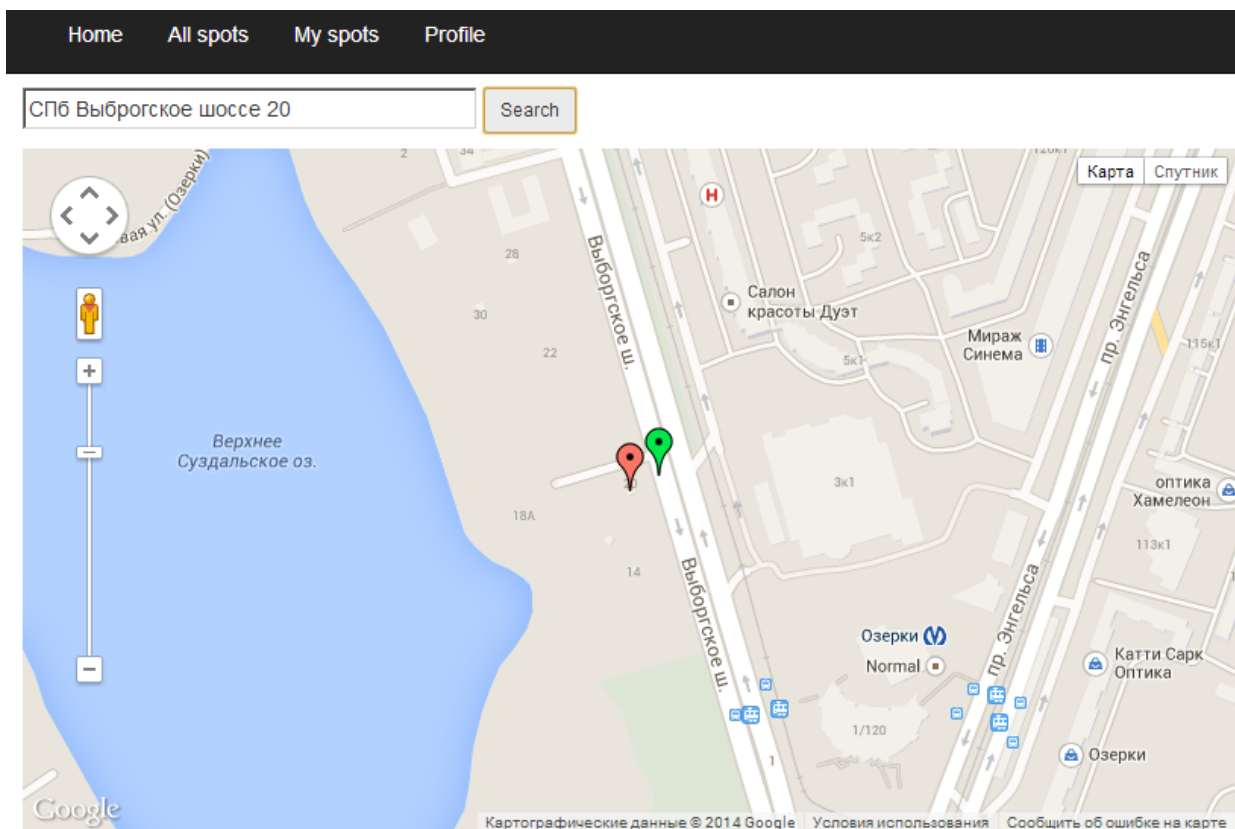 Home All spots My spots Profile
СПб Выброгское шоссе 20
Search
Карта Спутник
2
34
28
30
22
Выборгское ш.
H
5к2
Салон
красоты Дуэт
5к1
Мираж
Синема
пр. Энгельса
115к1
Верхнее
Суздальское оз.
18А
14
3к1
оптика
Хамелеон
113к1
Выборгское ш.
Озерки
Normal
пр. Энгельса
Катти Сарк
Оптика
1/120
1
Озерки
Google
Картографические данные © 2014 Google Условия использования Сообщить об ошибке на карте